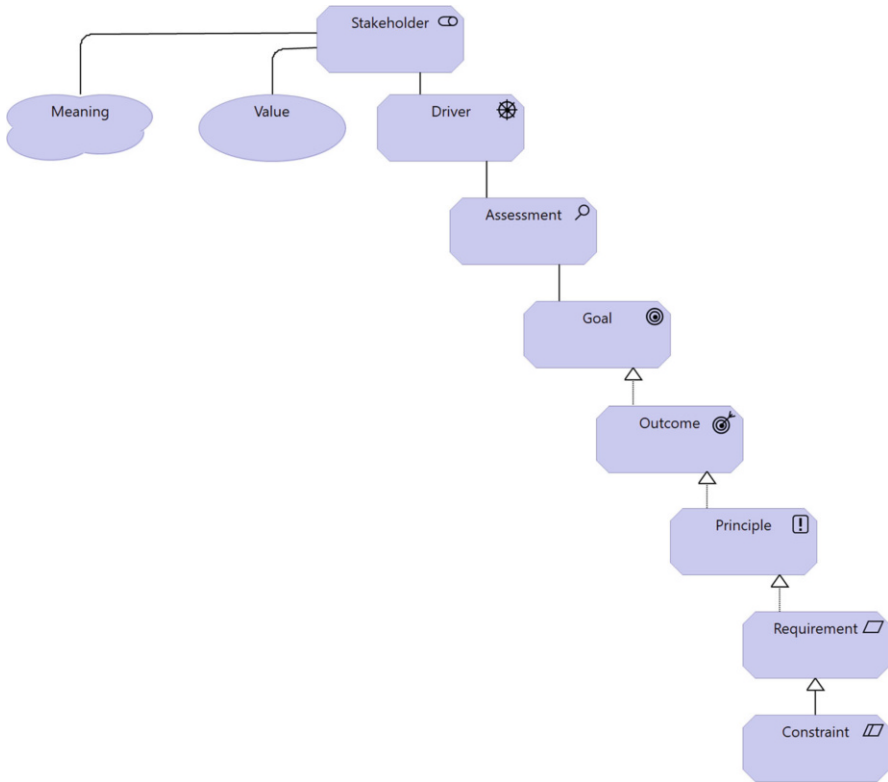 Stakeholder
Meaning
Value
Driver
Assessment
Goal
Outcome
Principle
Requirement
Constraint